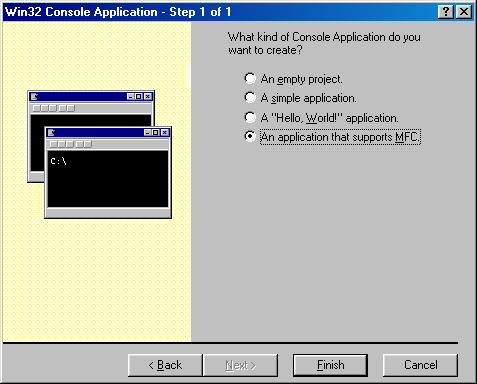 Win32 Console Application - Step 1 of 1
What kind of Console Application do you
want to create?
An empty project.
A simple application.
A "Hello, World!" application.
An application that supports MFC.
C:\
< Back
Next >
Finish
Cancel